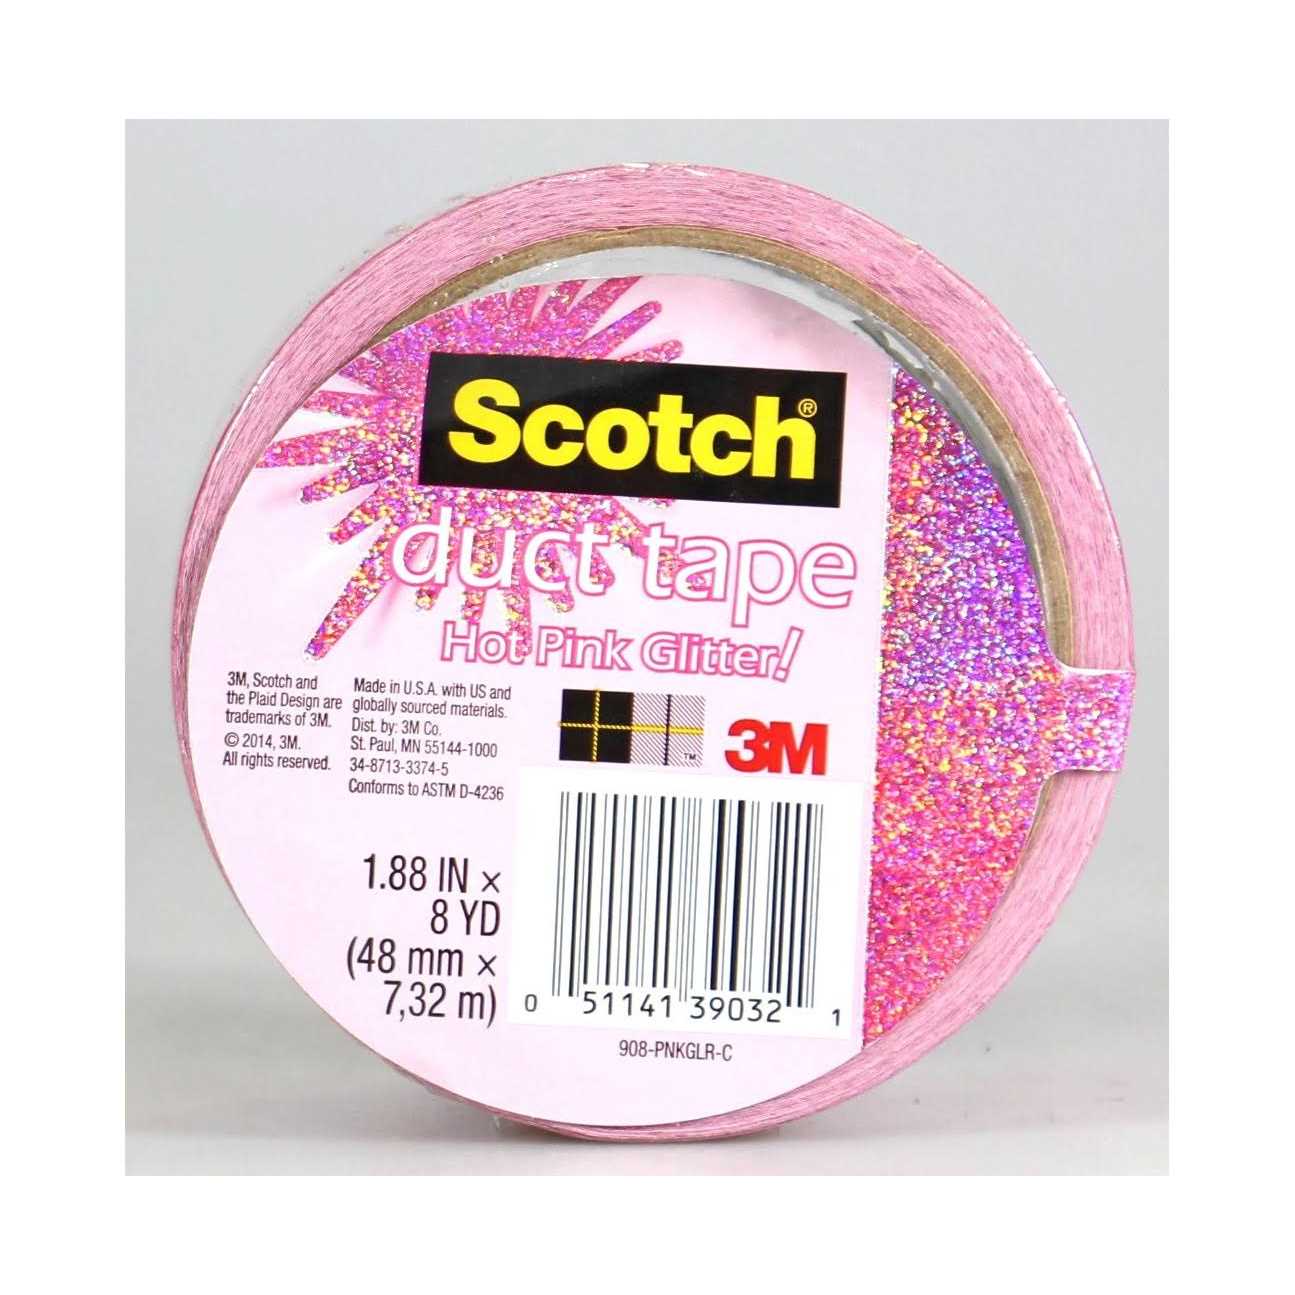 Scotch®
duct tape
Hot Pink Glitter!
3M, Scotch and
the Plaid Design are
trademarks of 3M.
© 2014, 3M.
All rights reserved.
Made in U.S.A. with US and
globally sourced materials.
Dist. by: 3M Co.
St. Paul, MN 55144-1000
34-8713-3374-5
Conforms to ASTM D-4236
™
3M
1.88 IN ×
8 YD
(48 mm ×
7,32 m)
0 51141 39032 1
908-PNKGLR-C